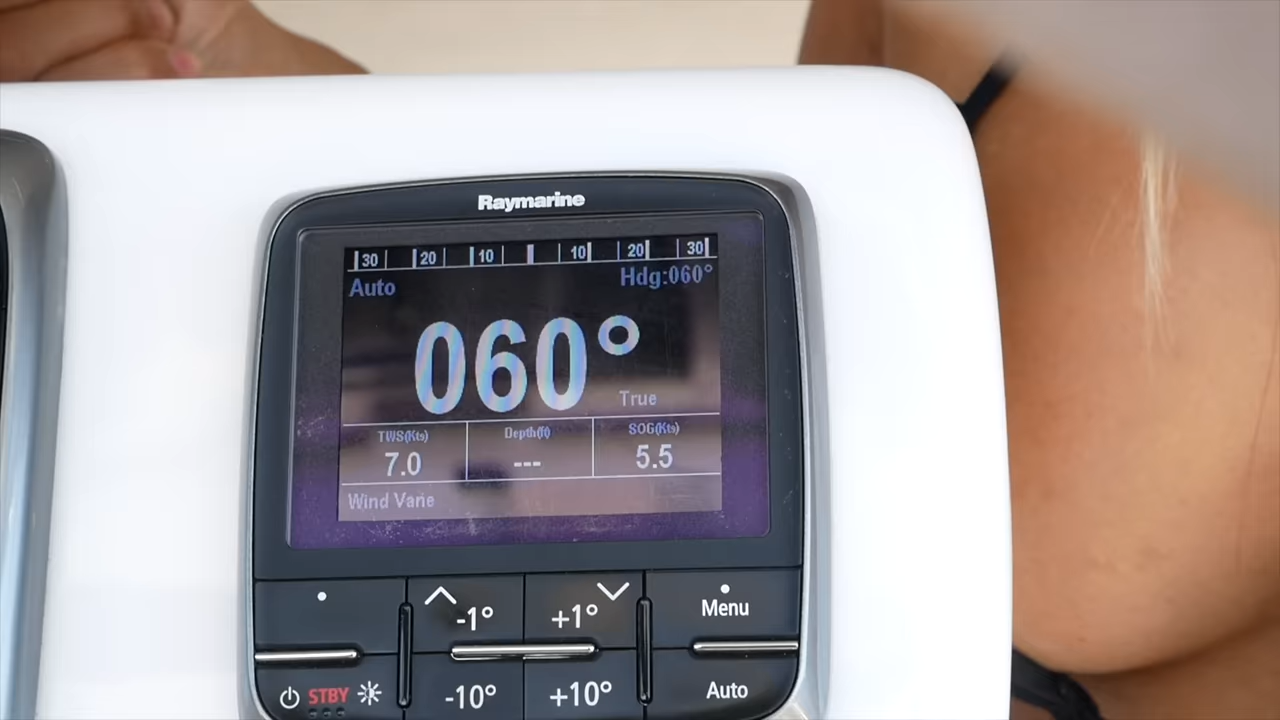 Raymarine
30 20 10 10 20 30
Auto Hdg:060°
060°
True
TWS(Kts) Depth(ft) SOG(Kts)
7.0 --- 5.5
Wind Vane
-1° +1° Menu
STBY -10° +10° Auto